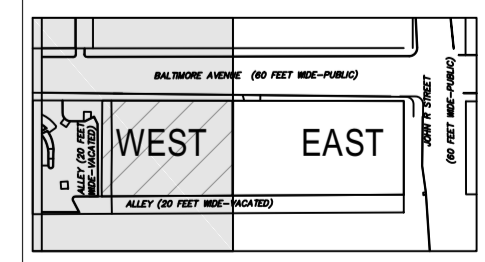 BALTIMORE AVENUE (60 FEET WIDE-PUBLIC)
JOHN R STREET
(60 FEET WIDE-PUBLIC)
ALLEY (20 FEET
WIDE-VACATED)
WEST
EAST
ALLEY (20 FEET WIDE-VACATED)